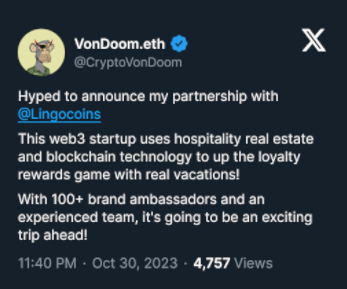 VonDoom.eth
@CryptoVonDoom
Hyped to announce my partnership with
@Lingocoins
This web3 startup uses hospitality real estate
and blockchain technology to up the loyalty
rewards game with real vacations!
With 100+ brand ambassadors and an
experienced team, it's going to be an exciting
trip ahead!
11:40 PM · Oct 30, 2023 · 4,757 Views